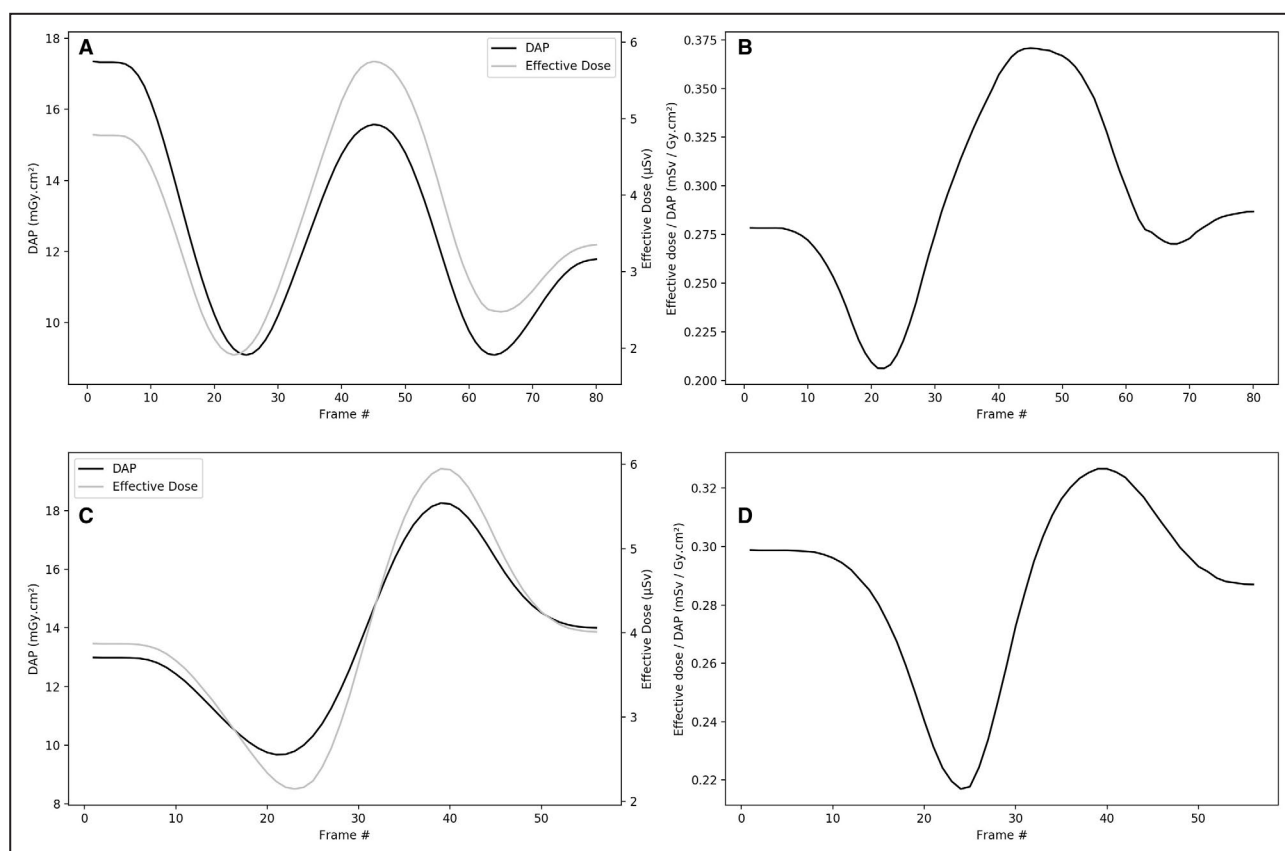 A
DAP
Effective Dose
18
16
14
12
10
DAP (mGy.cm²)
6
5
4
3
2
Effective Dose (μSv)
0 10 20 30 40 50 60 70 80
Frame #
B
0.375
0.350
0.325
0.300
0.275
0.250
0.225
0.200
Effective dose / DAP (mSv / Gy.cm²)
0 10 20 30 40 50 60 70 80
Frame #
C
DAP
Effective Dose
18
16
14
12
10
8
DAP (mGy.cm²)
6
5
4
3
2
Effective Dose (μSv)
0 10 20 30 40 50
Frame #
D
0.32
0.30
0.28
0.26
0.24
0.22
Effective dose / DAP (mSv / Gy.cm²)
0 10 20 30 40 50
Frame #